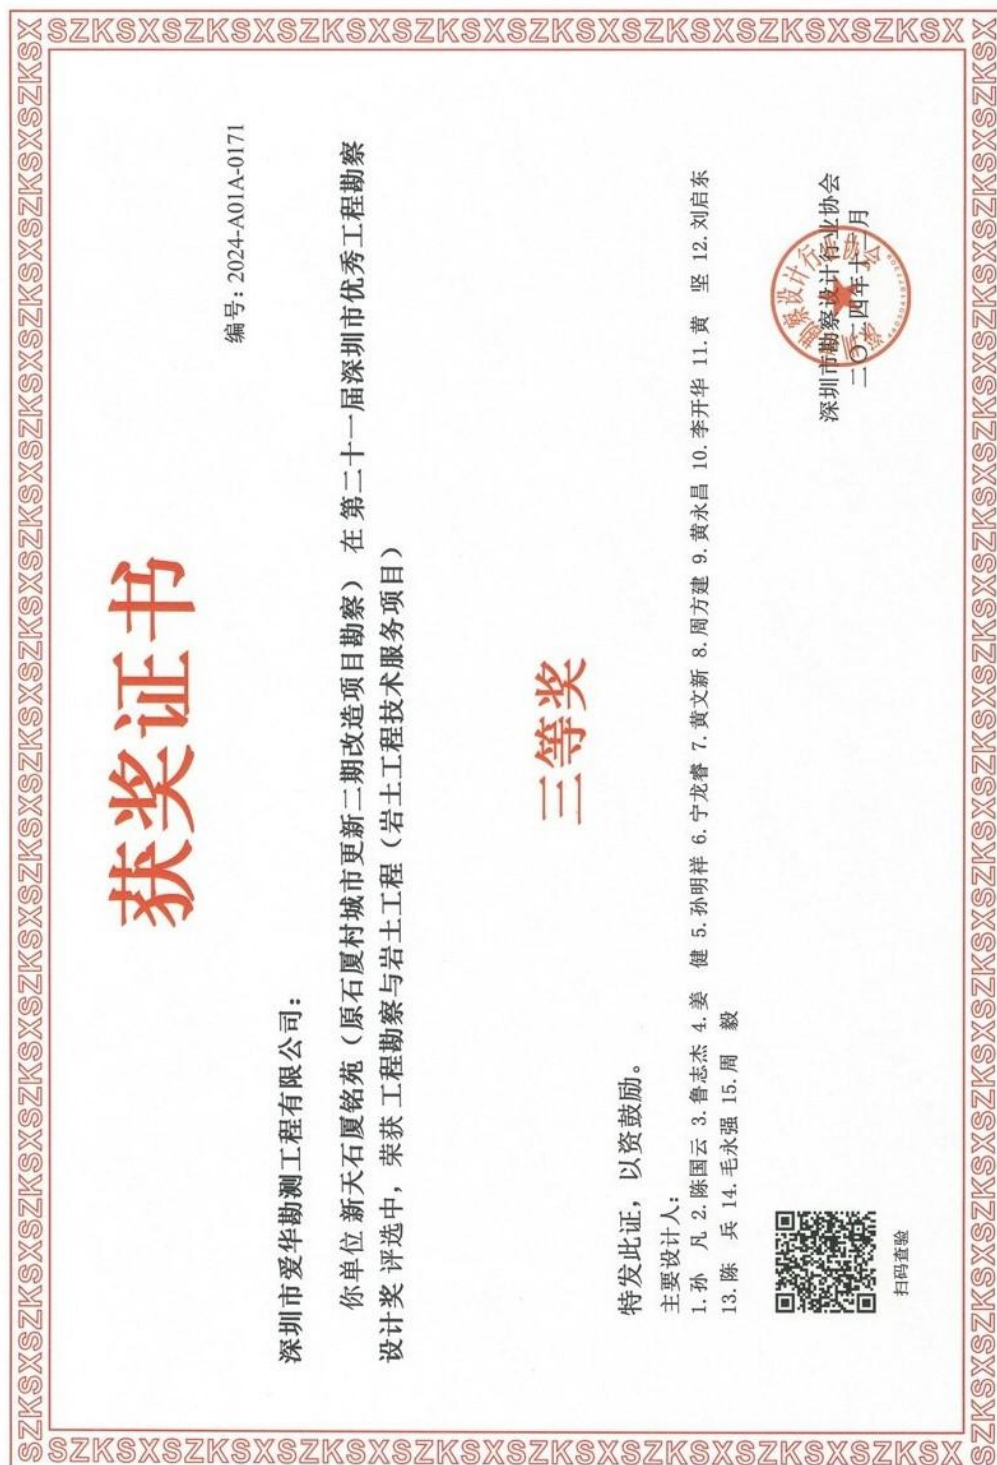 SZKSXSZKSXSZKSXSZKSXSZKSXSZKSXSZKSXSZKSXSZKSXSZKSX
获奖证书
编号：2024-A01A-0171
深圳市爱华勘测工程有限公司：
你单位 新天石厦铭苑（原石厦村城市更新二期改造项目勘察） 在 第二十一届深圳市优秀工程勘察
设计奖 评选中，荣获 工程勘察与岩土工程（岩土工程技术服务项目）
三等奖
特发此证，以资鼓励。
主要设计人：
1.孙 凡 2.陈国云 3.鲁志杰 4.姜 健 5.孙明祥 6.宁龙睿 7.黄文新 8.周方建 9.黄永昌 10.李开华 11.黄 坚 12.刘启东
13.陈 兵 14.毛永强 15.周 毅
扫码查验
深圳市勘察设计行业协会
二〇二四年十一月